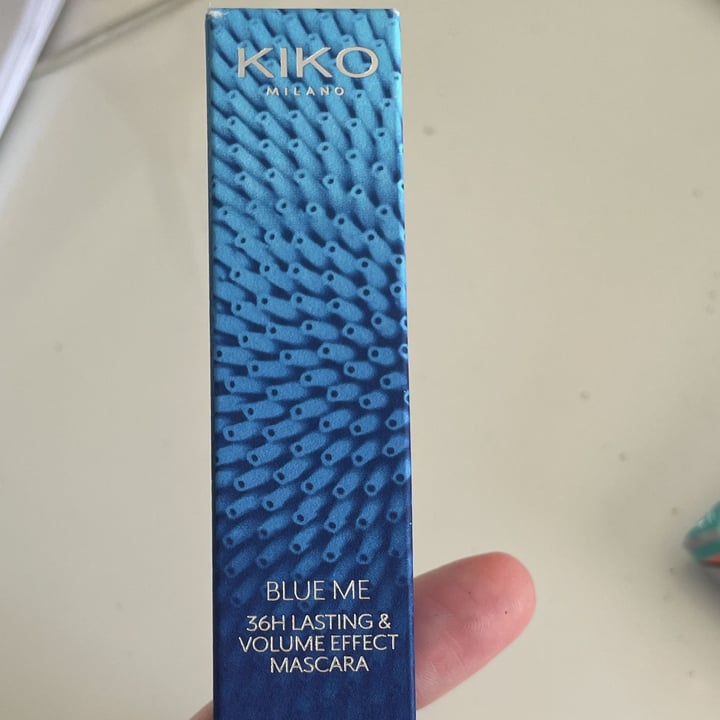 KIKO
MILANO
BLUE ME
36H LASTING &
VOLUME EFFECT
MASCARA